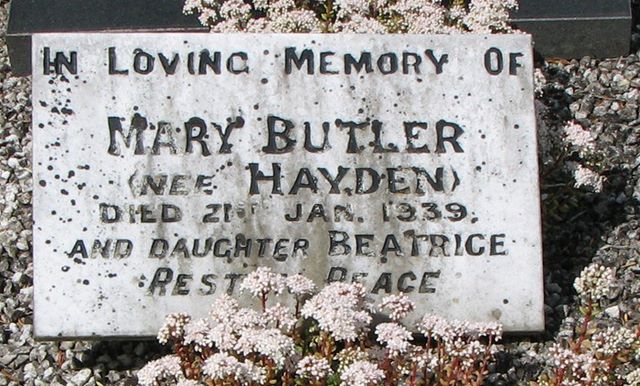 IN LOVING MEMORY OF
MARY BUTLER
(NEE HAYDEN)
DIED 21ST JAN. 1939.
AND DAUGHTER BEATRICE
REST IN PEACE